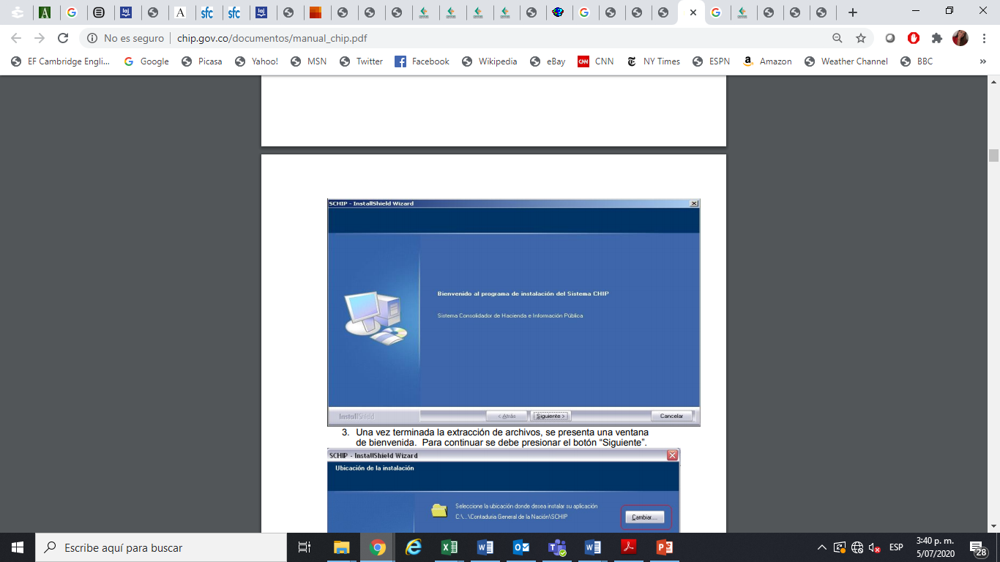 No es seguro | chip.gov.co/documentos/manual_chip.pdf
EF Cambridge Engli... Google Picasa Yahoo! MSN Twitter Facebook Wikipedia eBay CNN NY Times ESPN Amazon Weather Channel BBC »
SCHIP - InstallShield Wizard
Bienvenido al programa de instalación del Sistema CHIP
Sistema Consolidador de Hacienda e Información Pública
InstallShield
< Atrás
Siguiente >
Cancelar
3. Una vez terminada la extracción de archivos, se presenta una ventana
de bienvenida. Para continuar se debe presionar el botón “Siguiente”.
SCHIP - InstallShield Wizard
Ubicación de la instalación
Seleccione la ubicación donde desea instalar su aplicación
C:\...\Contaduria General de la Nación\SCHIP
Cambiar....
Escribe aquí para buscar
ESP
3:40 p. m.
5/07/2020
28